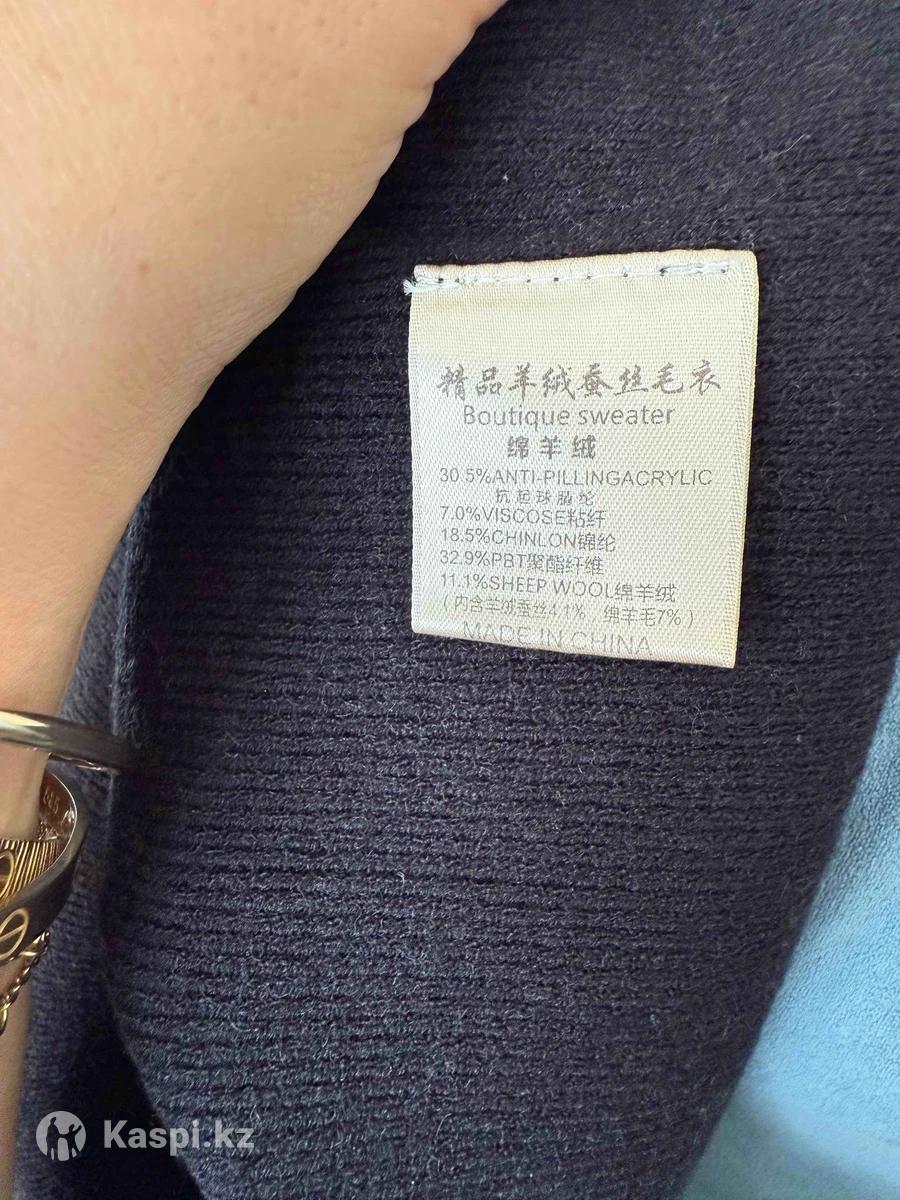 精品羊绒蚕丝毛衣
Boutique sweater
绵羊绒
30.5%ANTI-PILLINGACRYLIC
抗起球腈纶
7.0%VISCOSE粘纤
18.5%CHINLON锦纶
32.9%PBT聚酯纤维
11.1%SHEEP WOOL绵羊绒
(内含羊绒蚕丝4.1% 绵羊毛7%)
MADE IN CHINA
Kaspi.kz